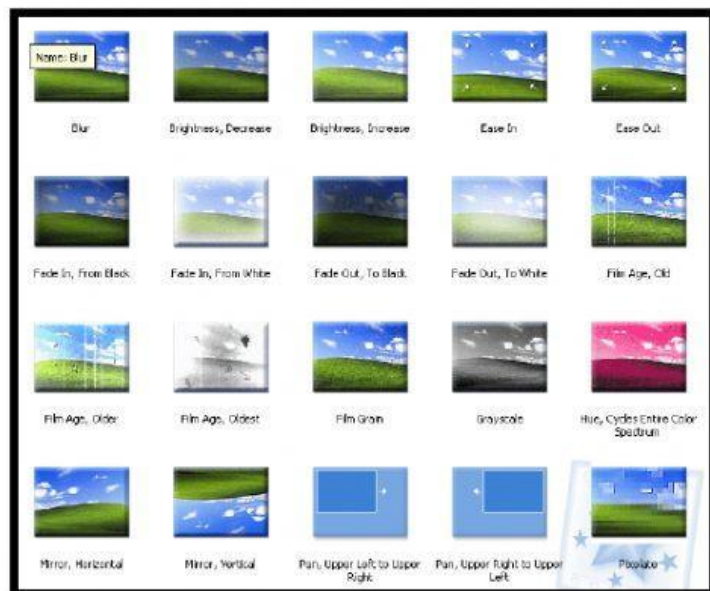 Name: Blur
Blur
Brightness, Decrease
Brightness, Increase
Ease In
Ease Out
Fade In, From Black
Fade In, From White
Fade Out, To Black
Fade Out, To White
Film Age, Old
Film Age, Older
Film Age, Oldest
Film Grain
Grayscale
Hue, Cycles Entire Color
Spectrum
Mirror, Horizontal
Mirror, Vertical
Pan, Upper Left to Upper
Right
Pan, Upper Right to Upper
Left
Pixelate